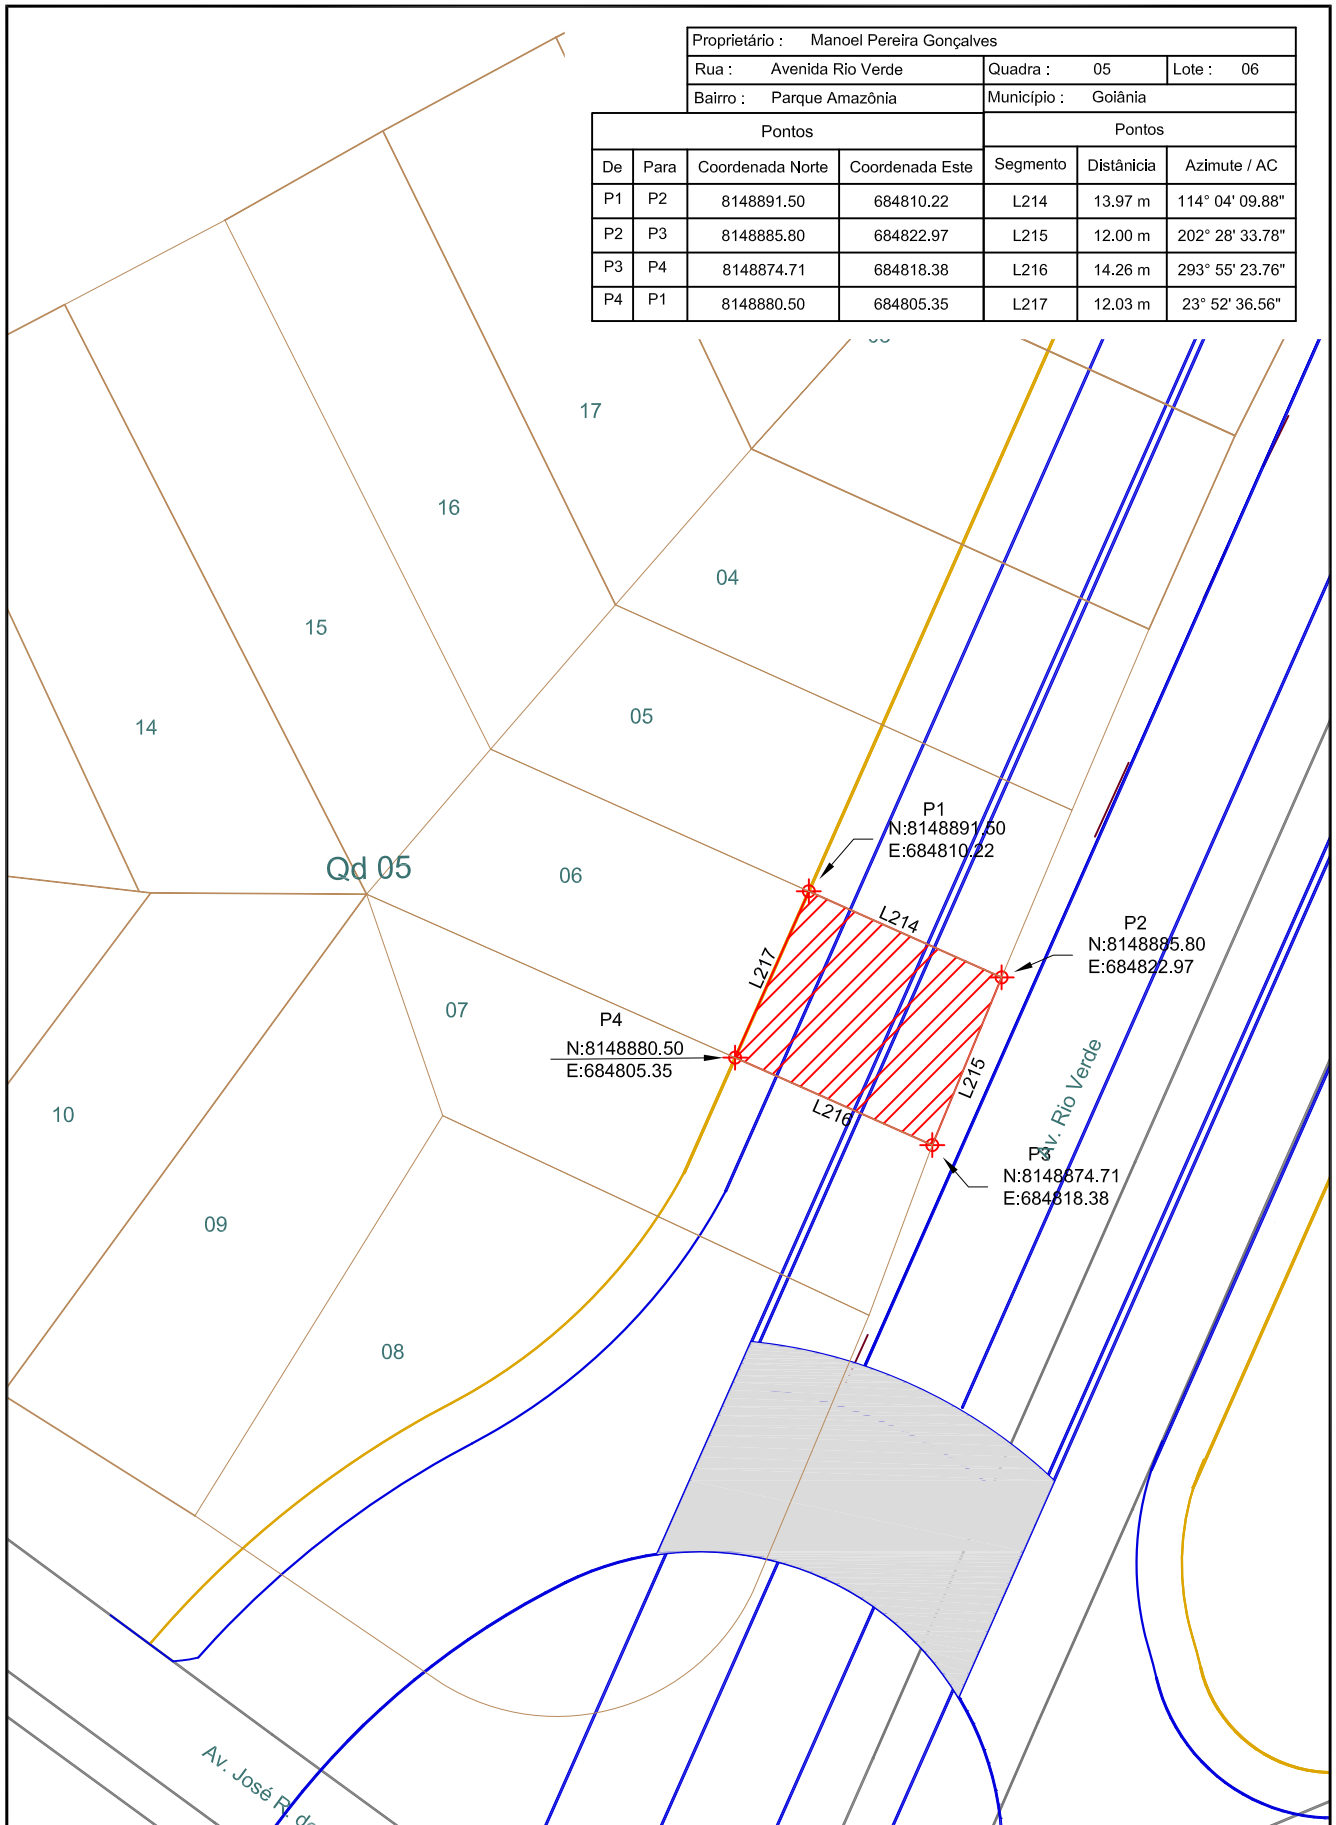 Proprietário : Manoel Pereira Gonçalves
Rua : Avenida Rio Verde Quadra : 05 Lote : 06
Bairro : Parque Amazônia Município : Goiânia
Pontos Pontos
De Para Coordenada Norte Coordenada Este Segmento Distânicia Azimute / AC
P1 P2 8148891.50 684810.22 L214 13.97 m 114° 04' 09.88"
P2 P3 8148885.80 684822.97 L215 12.00 m 202° 28' 33.78"
P3 P4 8148874.71 684818.38 L216 14.26 m 293° 55' 23.76"
P4 P1 8148880.50 684805.35 L217 12.03 m 23° 52' 36.56"
17
16
04
15
05
14
P1
N:8148891.50
E:684810.22
Qd 05
06
L214
P2
N:8148885.80
E:684822.97
L217
07
P4
N:8148880.50
E:684805.35
L215
Av. Rio Verde
L216
10
P3
N:8148874.71
E:684818.38
09
08
Av. José R. de